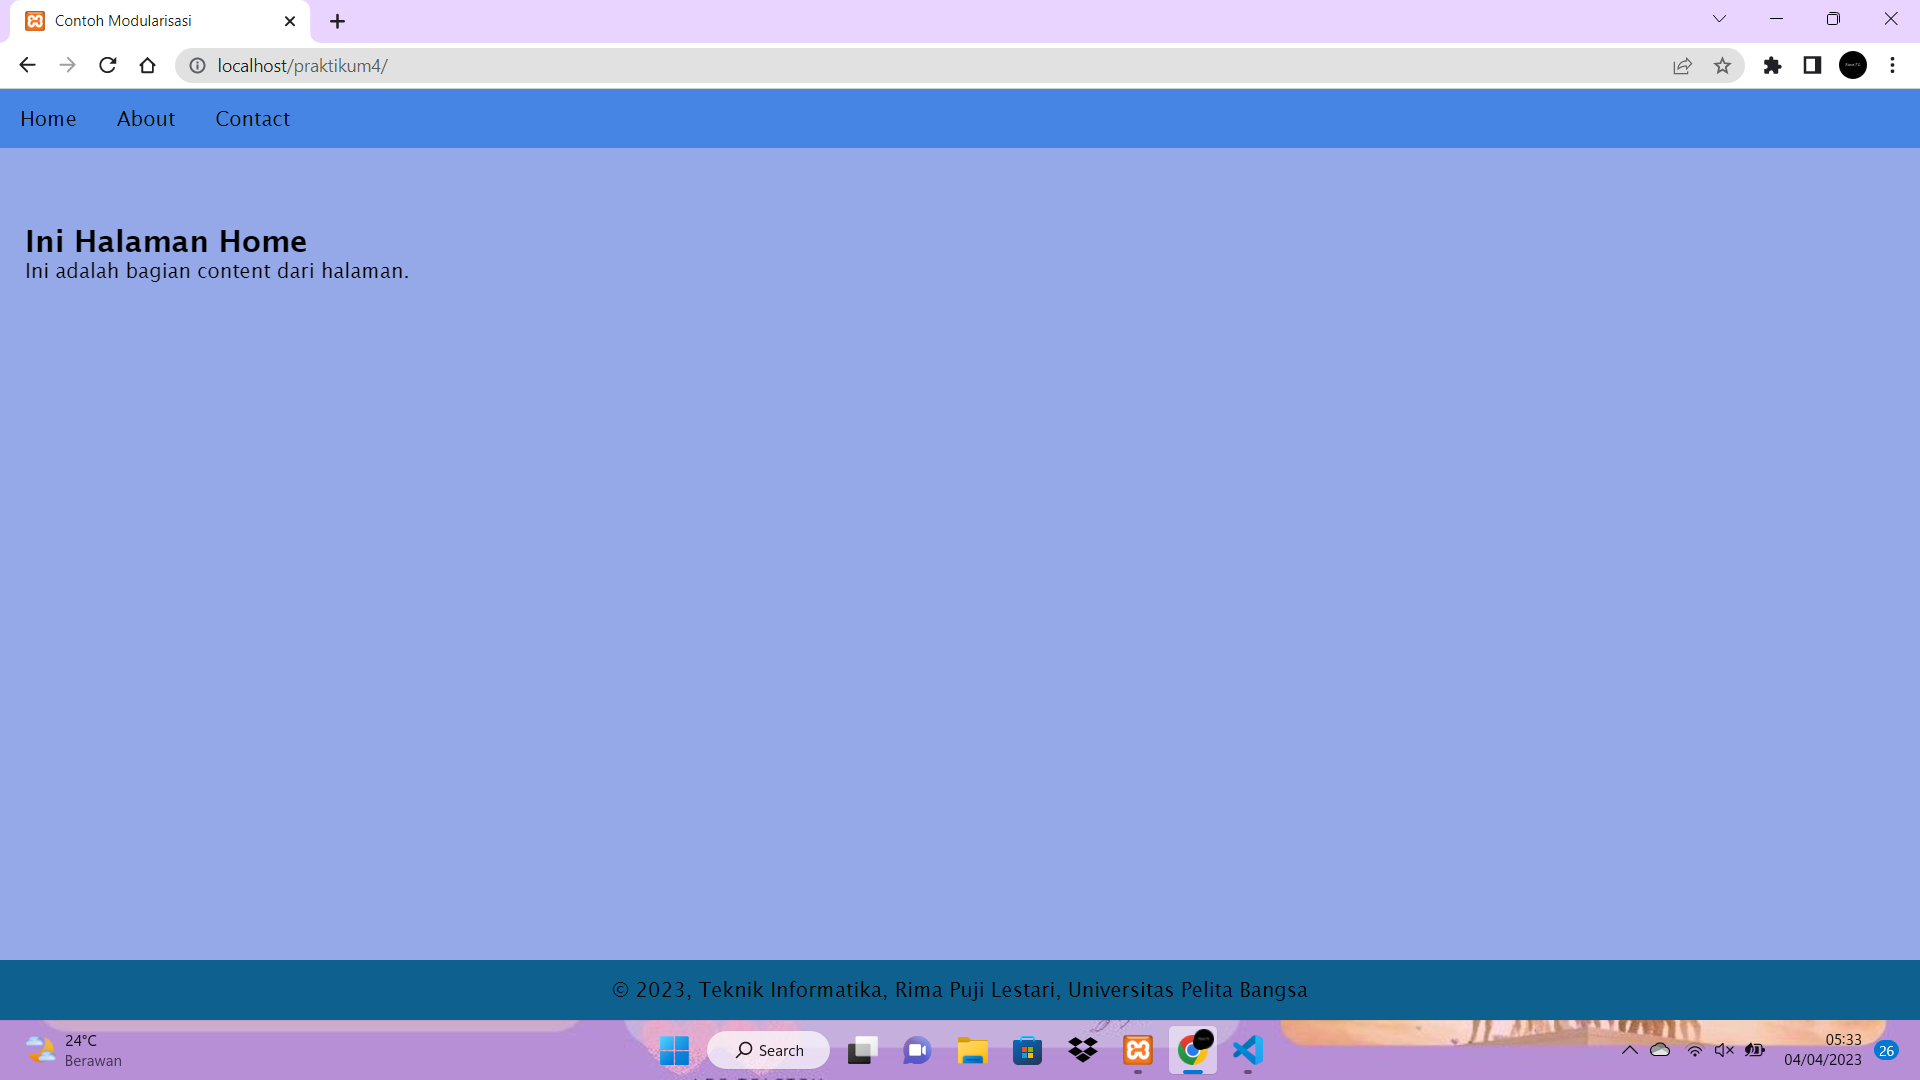 Contoh Modularisasi
localhost/praktikum4/
Home About Contact
Ini Halaman Home
Ini adalah bagian content dari halaman.
© 2023, Teknik Informatika, Rima Puji Lestari, Universitas Pelita Bangsa
24°C
Berawan
Search
05:33
04/04/2023
26